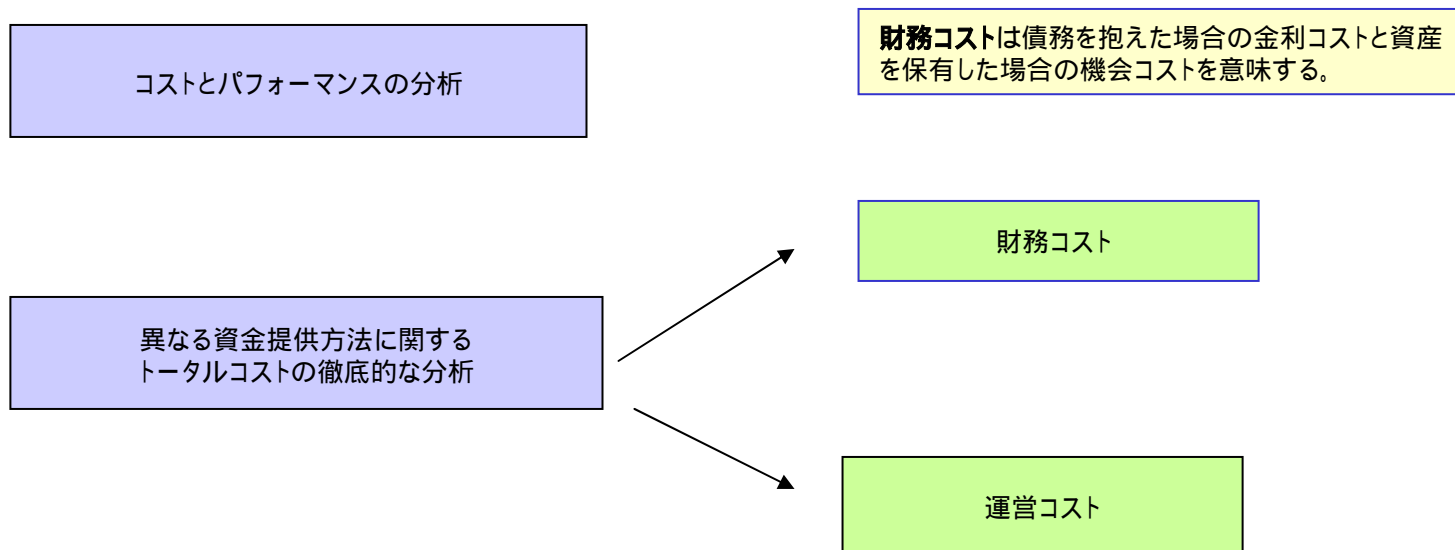 コストとパフォーマンスの分析
財務コストは債務を抱えた場合の金利コストと資産
を保有した場合の機会コストを意味する。
財務コスト
異なる資金提供方法に関する
トータルコストの徹底的な分析
運営コスト